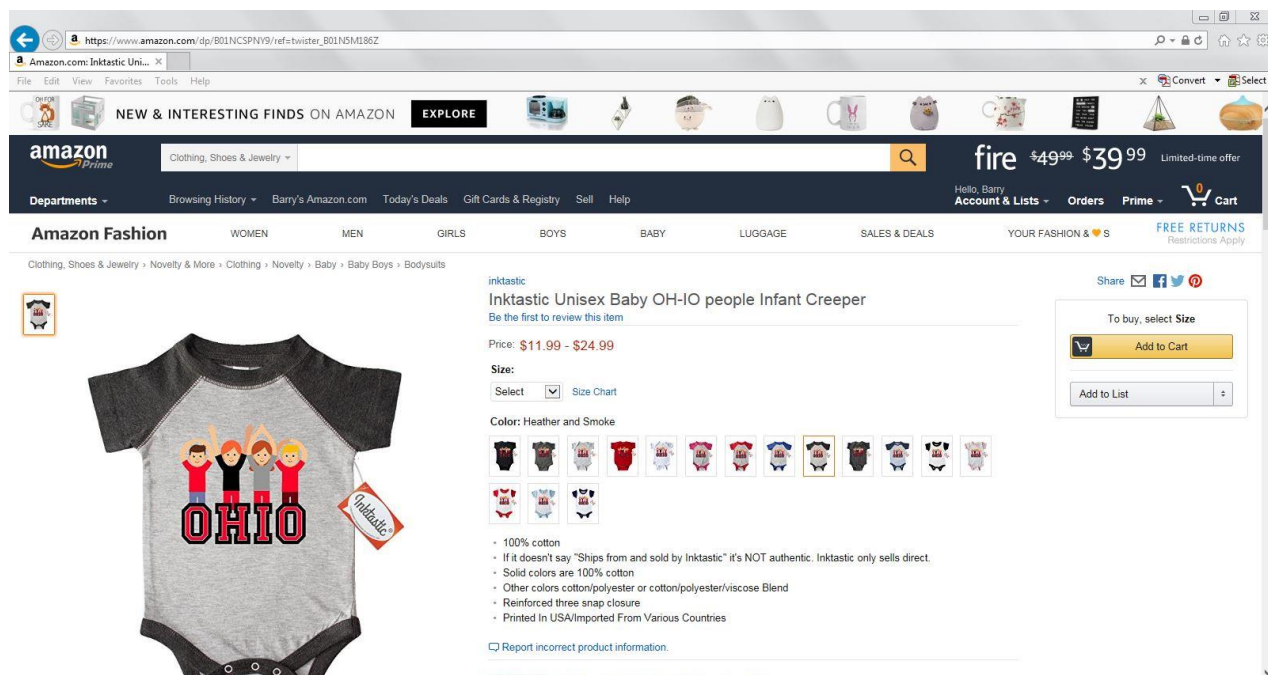 https://www.amazon.com/dp/B01NCSPNY9/ref=twister_B01N5M186Z
Amazon.com: Inktastic Uni...
File Edit View Favorites Tools Help
x Convert Select
OH FOR
SAKE
NEW & INTERESTING FINDS ON AMAZON EXPLORE
amazon
Prime
Clothing, Shoes & Jewelry
fire $49.99 $39.99 Limited-time offer
Departments
Browsing History Barry's Amazon.com Today's Deals Gift Cards & Registry Sell Help
Hello, Barry
Account & Lists Orders Prime 0 Cart
Amazon Fashion WOMEN MEN GIRLS BOYS BABY LUGGAGE SALES & DEALS YOUR FASHION & S
FREE RETURNS
Restrictions Apply
Clothing, Shoes & Jewelry › Novelty & More › Clothing › Novelty › Baby › Baby Boys › Bodysuits
inktastic
Inktastic Unisex Baby OH-IO people Infant Creeper
Be the first to review this item
Price: $11.99 - $24.99
Size:
Select Size Chart
Color: Heather and Smoke
100% cotton
If it doesn't say "Ships from and sold by Inktastic" it's NOT authentic. Inktastic only sells direct.
Solid colors are 100% cotton
Other colors cotton/polyester or cotton/polyester/viscose Blend
Reinforced three snap closure
Printed In USA/Imported From Various Countries
Report incorrect product information.
Share
To buy, select Size
Add to Cart
Add to List
OHIO
Inktastic